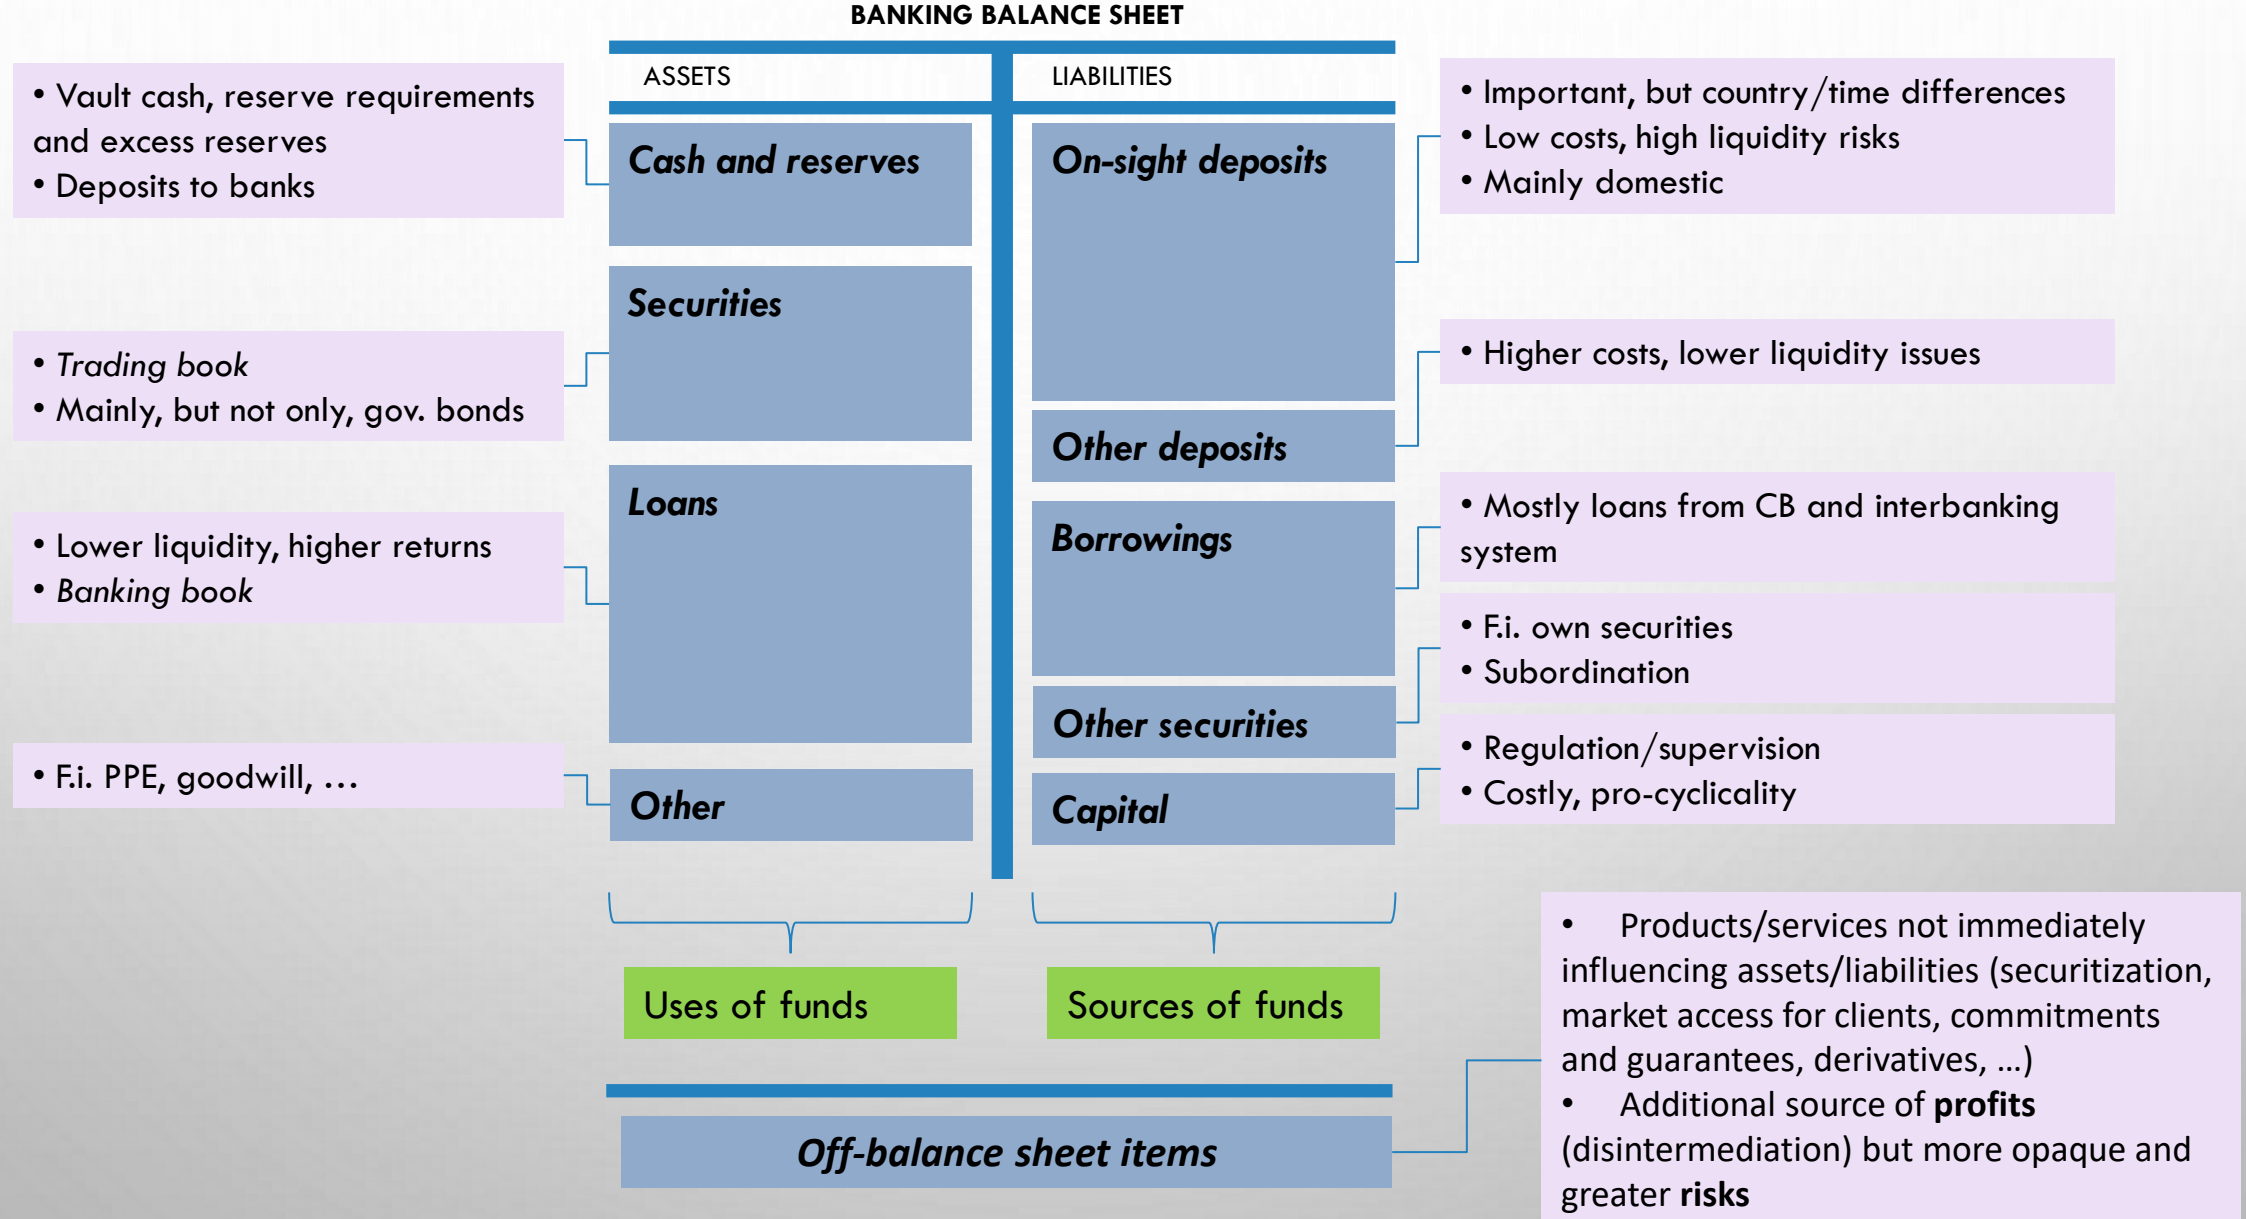 BANKING BALANCE SHEET
ASSETS
LIABILITIES
• Vault cash, reserve requirements
and excess reserves
• Deposits to banks
Cash and reserves
On-sight deposits
• Important, but country/time differences
• Low costs, high liquidity risks
• Mainly domestic
• Trading book
• Mainly, but not only, gov. bonds
Securities
Other deposits
• Higher costs, lower liquidity issues
• Lower liquidity, higher returns
• Banking book
Loans
Borrowings
• Mostly loans from CB and interbanking
system
Other securities
• F.i. own securities
• Subordination
• F.i. PPE, goodwill, …
Other
Capital
• Regulation/supervision
• Costly, pro-cyclicality
Uses of funds
Sources of funds
Off-balance sheet items
• Products/services not immediately
influencing assets/liabilities (securitization,
market access for clients, commitments
and guarantees, derivatives, …)
• Additional source of profits
(disintermediation) but more opaque and
greater risks